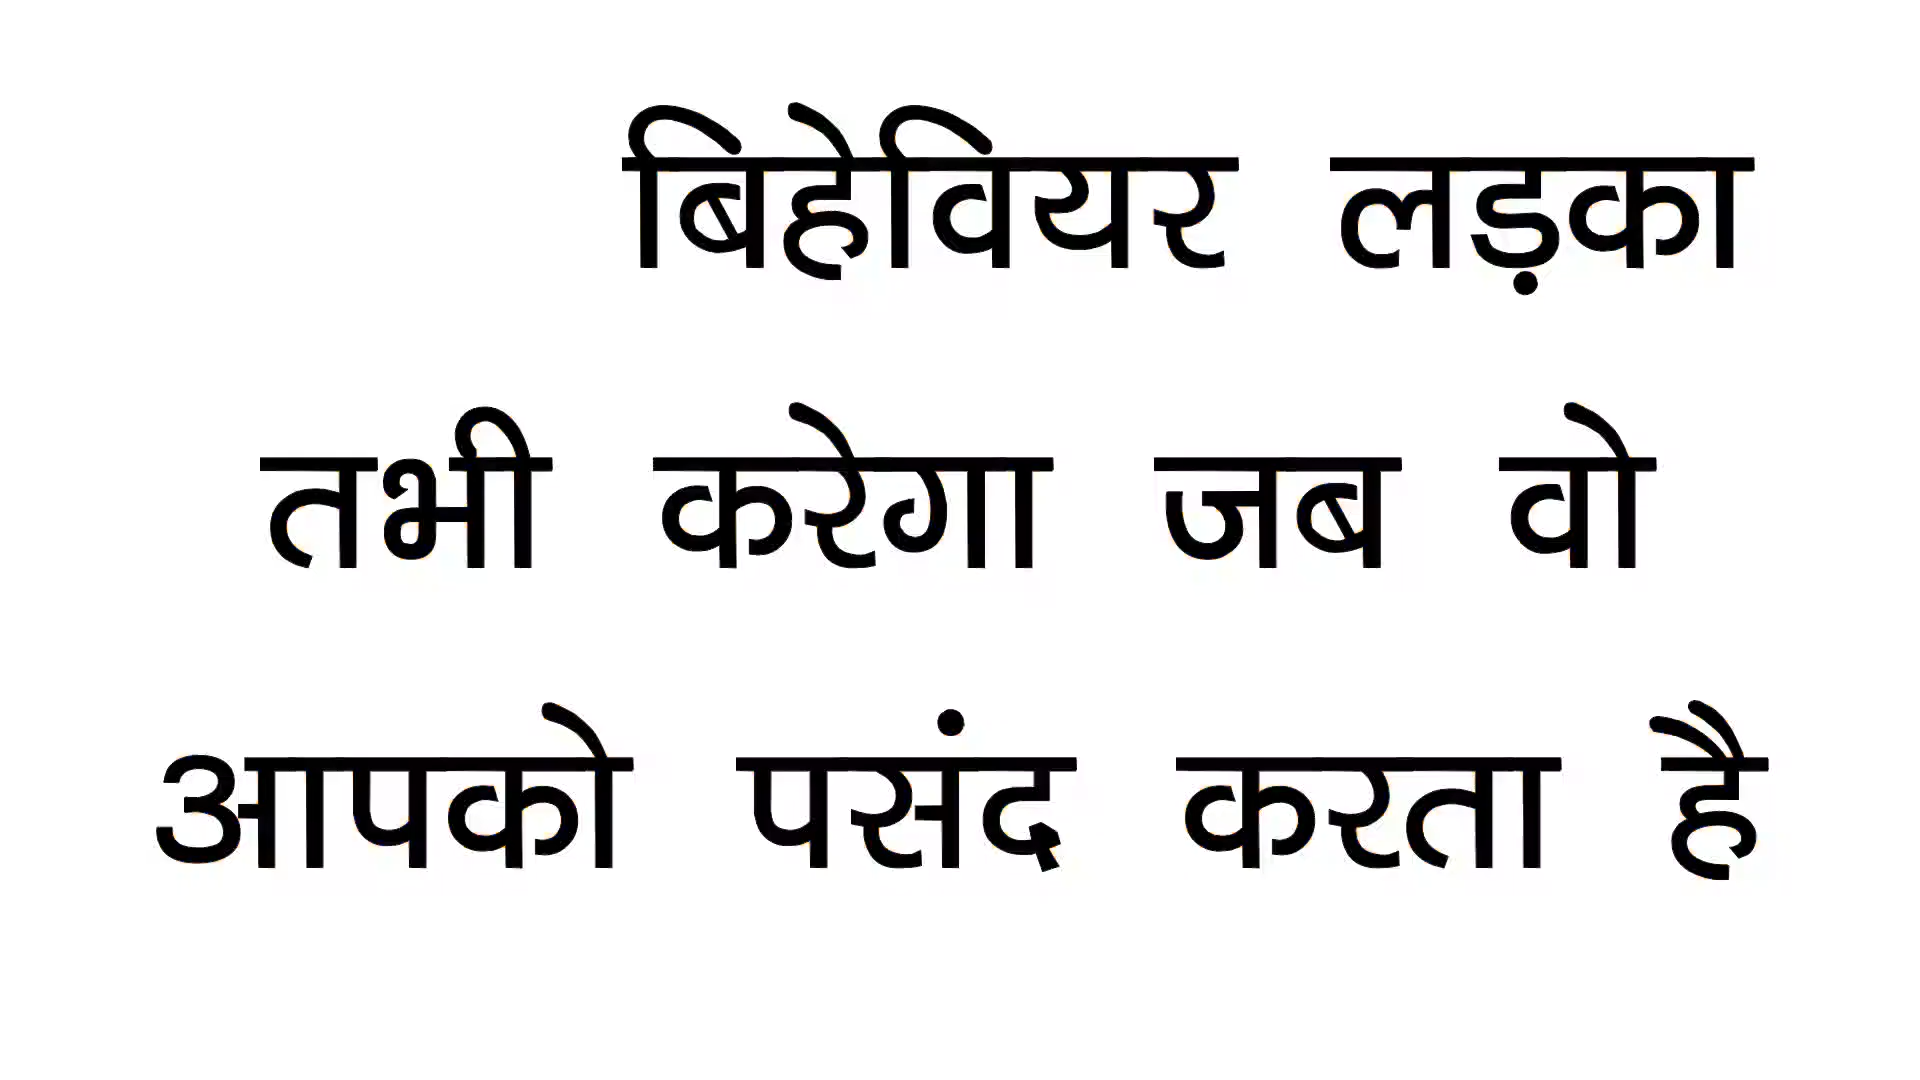 बिहेवियर लड़का
तभी करेगा जब वो
आपको पसंद करता है